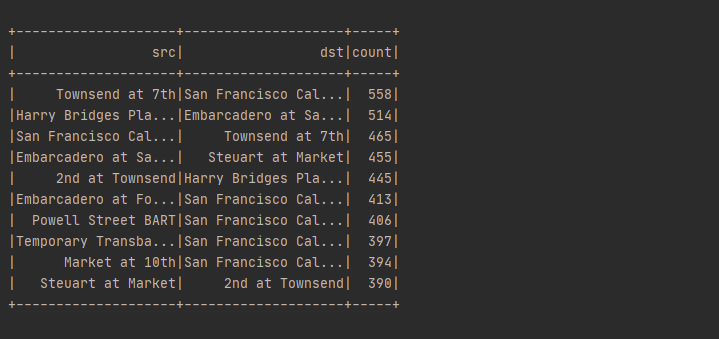 +--------------------+--------------------+-----+
|                 src|                 dst|count|
+--------------------+--------------------+-----+
|     Townsend at 7th|San Francisco Cal...|  558|
|Harry Bridges Pla...|Embarcadero at Sa...|  514|
|San Francisco Cal...|     Townsend at 7th|  465|
|Embarcadero at Sa...|   Steuart at Market|  455|
|     2nd at Townsend|Harry Bridges Pla...|  445|
|Embarcadero at Fo...|San Francisco Cal...|  413|
|  Powell Street BART|San Francisco Cal...|  406|
|Temporary Transba...|San Francisco Cal...|  397|
|      Market at 10th|San Francisco Cal...|  394|
|   Steuart at Market|     2nd at Townsend|  390|
+--------------------+--------------------+-----+